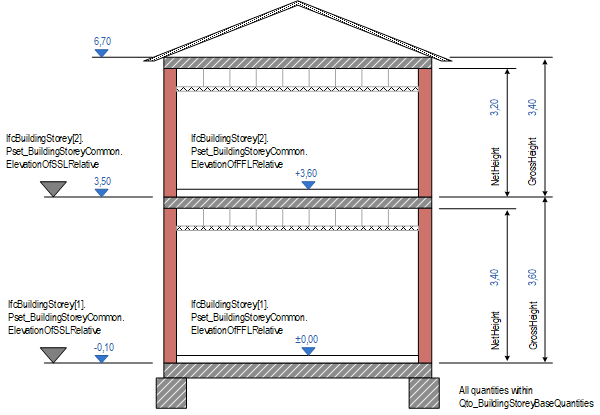 6,70
3,20
3,40
NetHeight
GrossHeight
IfcBuildingStorey[2].
Pset_BuildingStoreyCommon.
ElevationOfSSLRelative
IfcBuildingStorey[2].
Pset_BuildingStoreyCommon.
ElevationOfFFLRelative
3,50
+3,60
3,40
3,60
NetHeight
GrossHeight
IfcBuildingStorey[1].
Pset_BuildingStoreyCommon.
ElevationOfSSLRelative
IfcBuildingStorey[1].
Pset_BuildingStoreyCommon.
ElevationOfFFLRelative
-0,10
±0,00
All quantities within
Qto_BuildingStoreyBaseQuantities